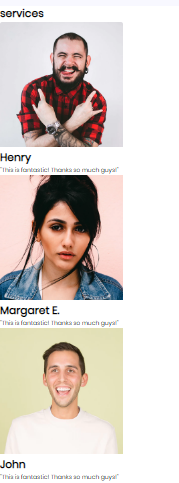 services
Henry
"This is fantastic! Thanks so much guys!"
Margaret E.
"This is fantastic! Thanks so much guys!"
John
"This is fantastic! Thanks so much guys!"